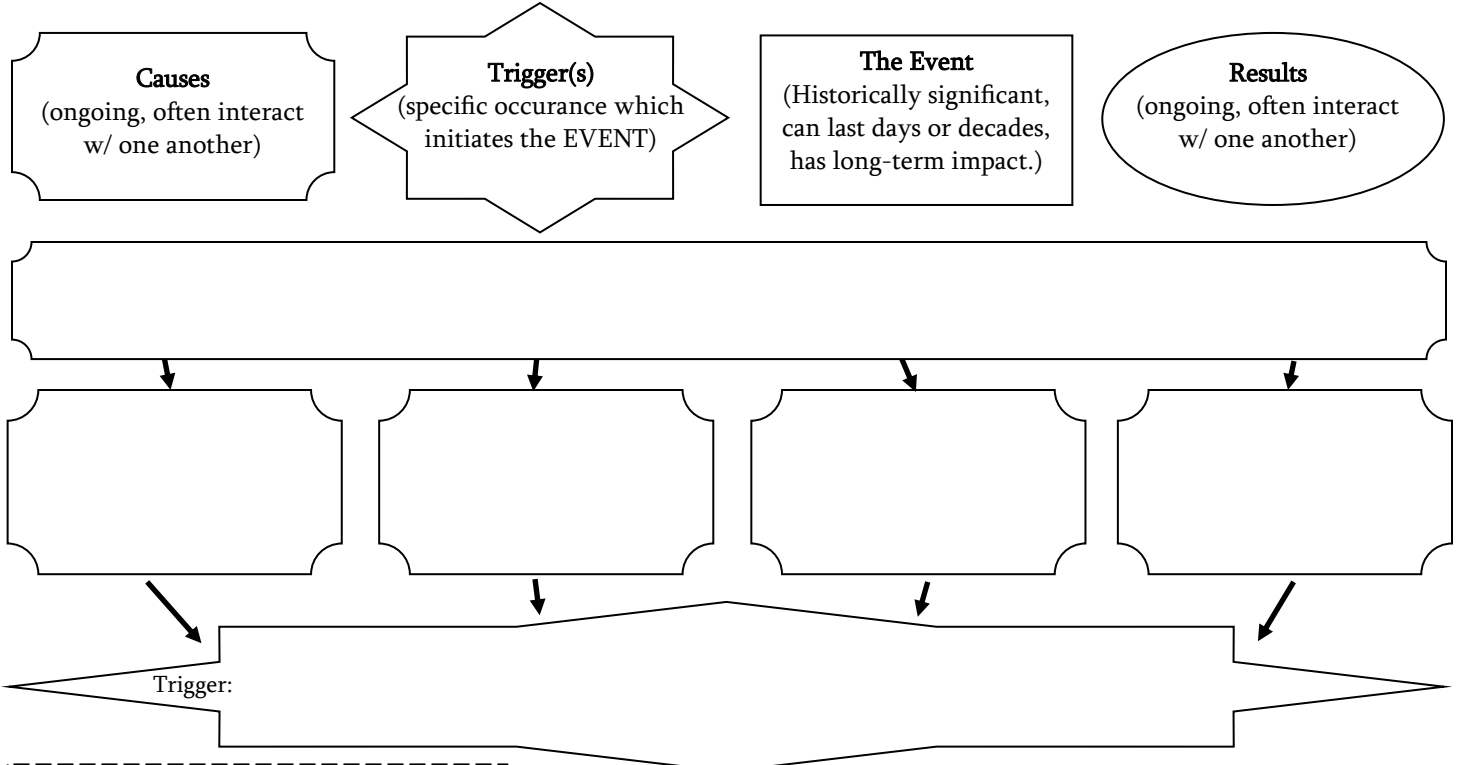 Causes
(ongoing, often interact
w/ one another)
Trigger(s)
(specific occurance which
initiates the EVENT)
The Event
(Historically significant,
can last days or decades,
has long-term impact.)
Results
(ongoing, often interact
w/ one another)
Trigger: